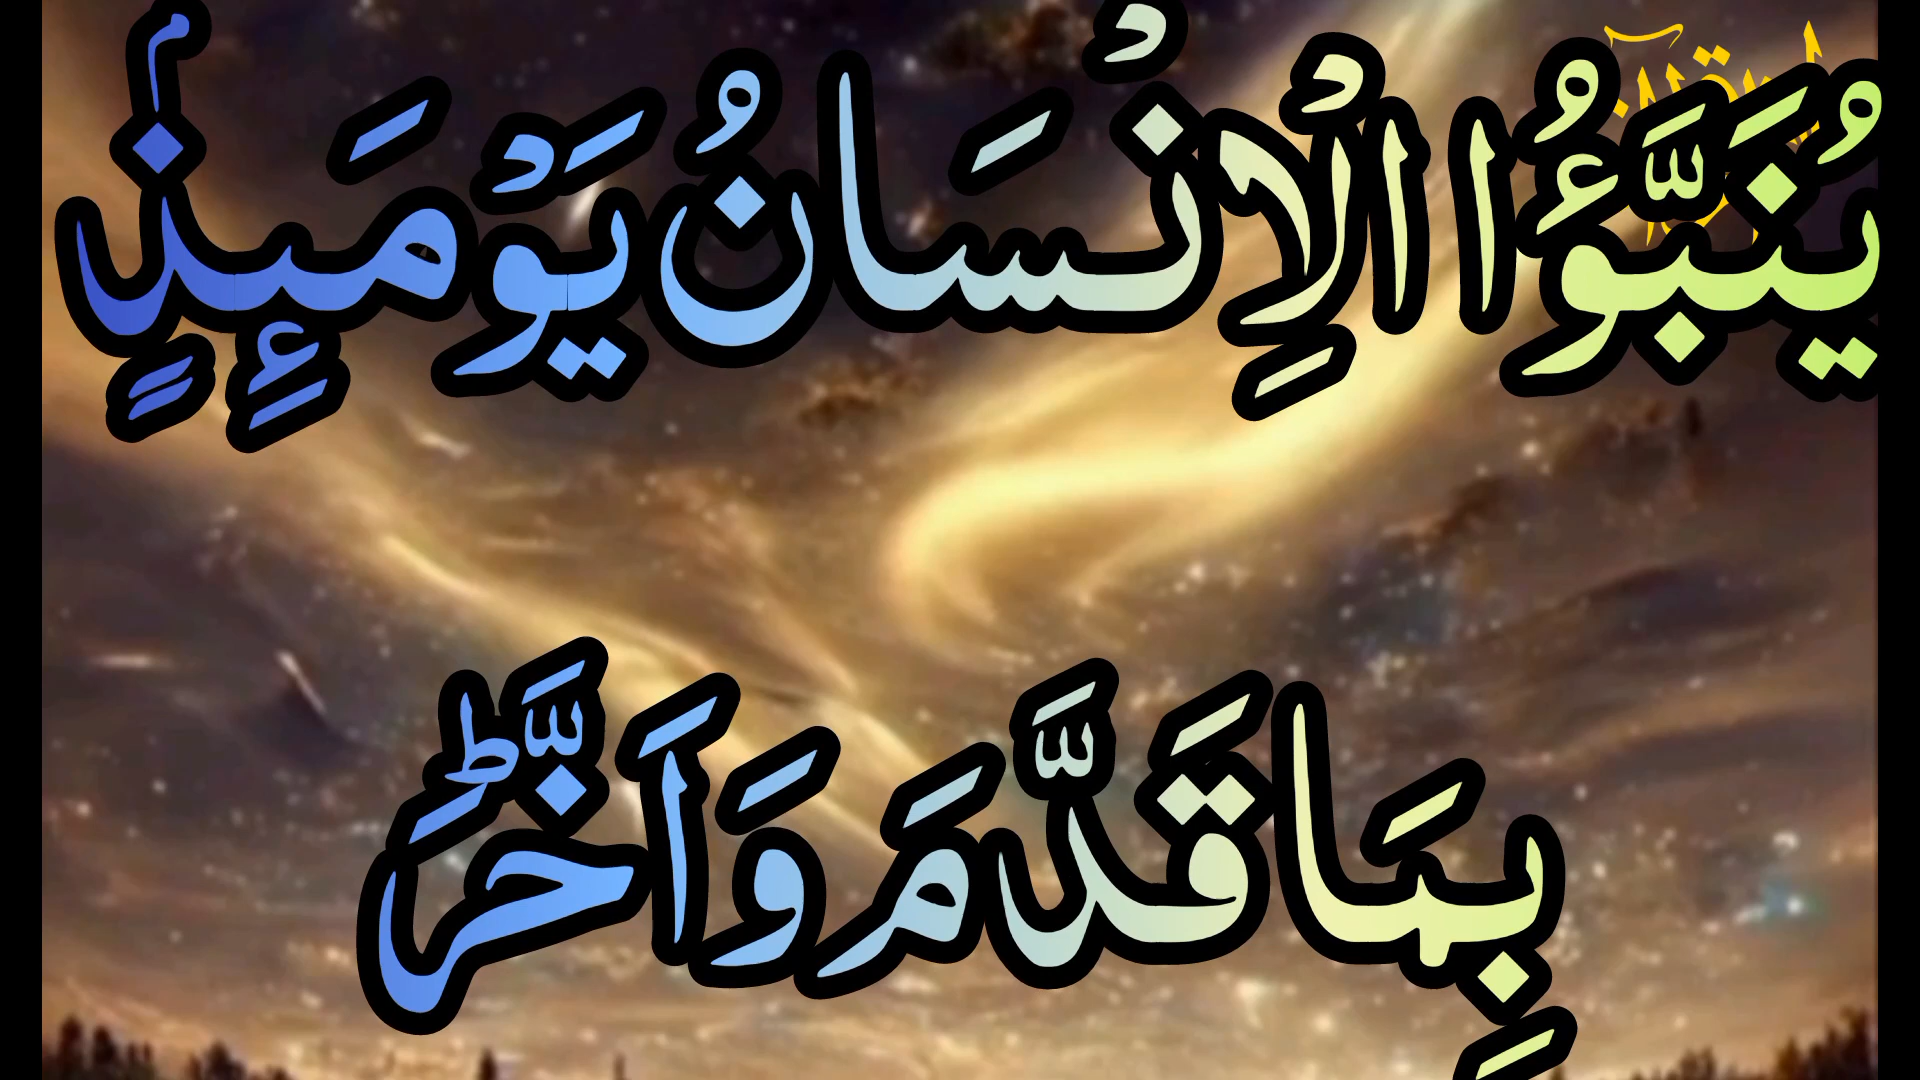 يُنَبَّؤُا الْاِنْسَانُ يَوْمَئِذٍۭ
بِمَا قَدَّمَ وَاَخَّرَؕ